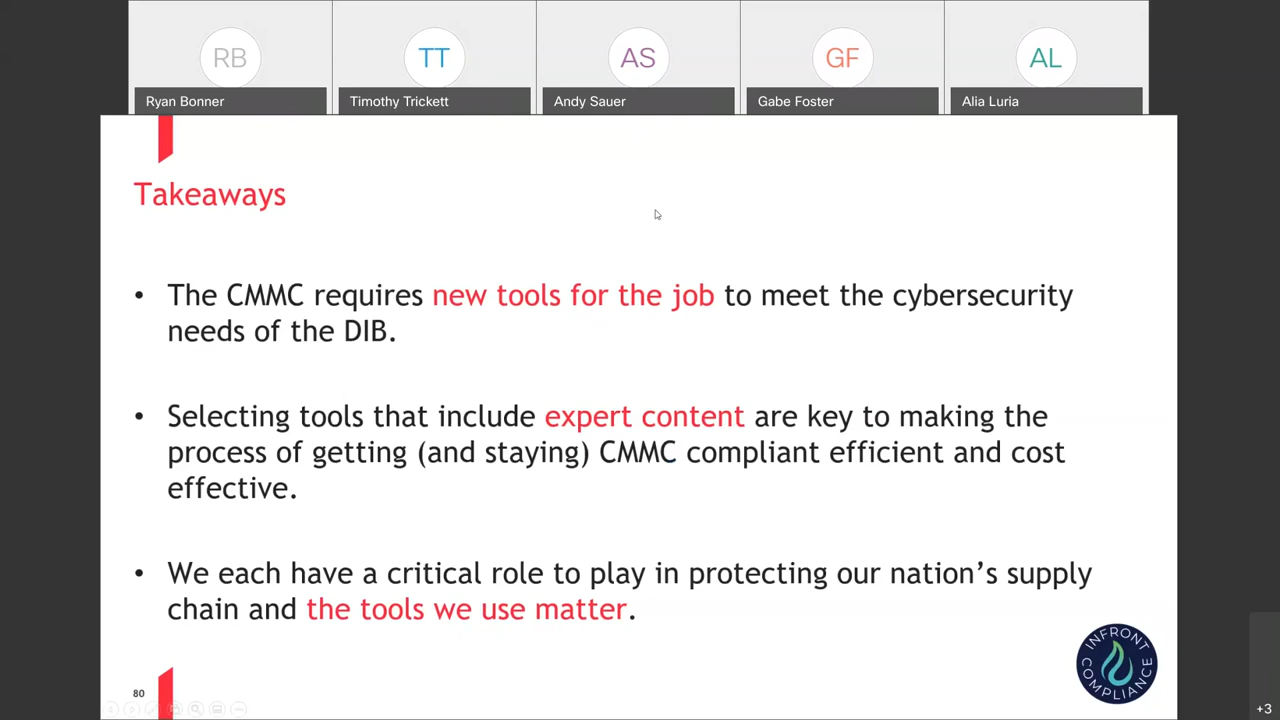 RB
TT
AS
GF
AL
Ryan Bonner
Timothy Trickett
Andy Sauer
Gabe Foster
Alia Luria
Takeaways
• The CMMC requires new tools for the job to meet the cybersecurity
needs of the DIB.
• Selecting tools that include expert content are key to making the
process of getting (and staying) CMMC compliant efficient and cost
effective.
• We each have a critical role to play in protecting our nation's supply
chain and the tools we use matter.
INFRONT
COMPLIANCE
80
+3